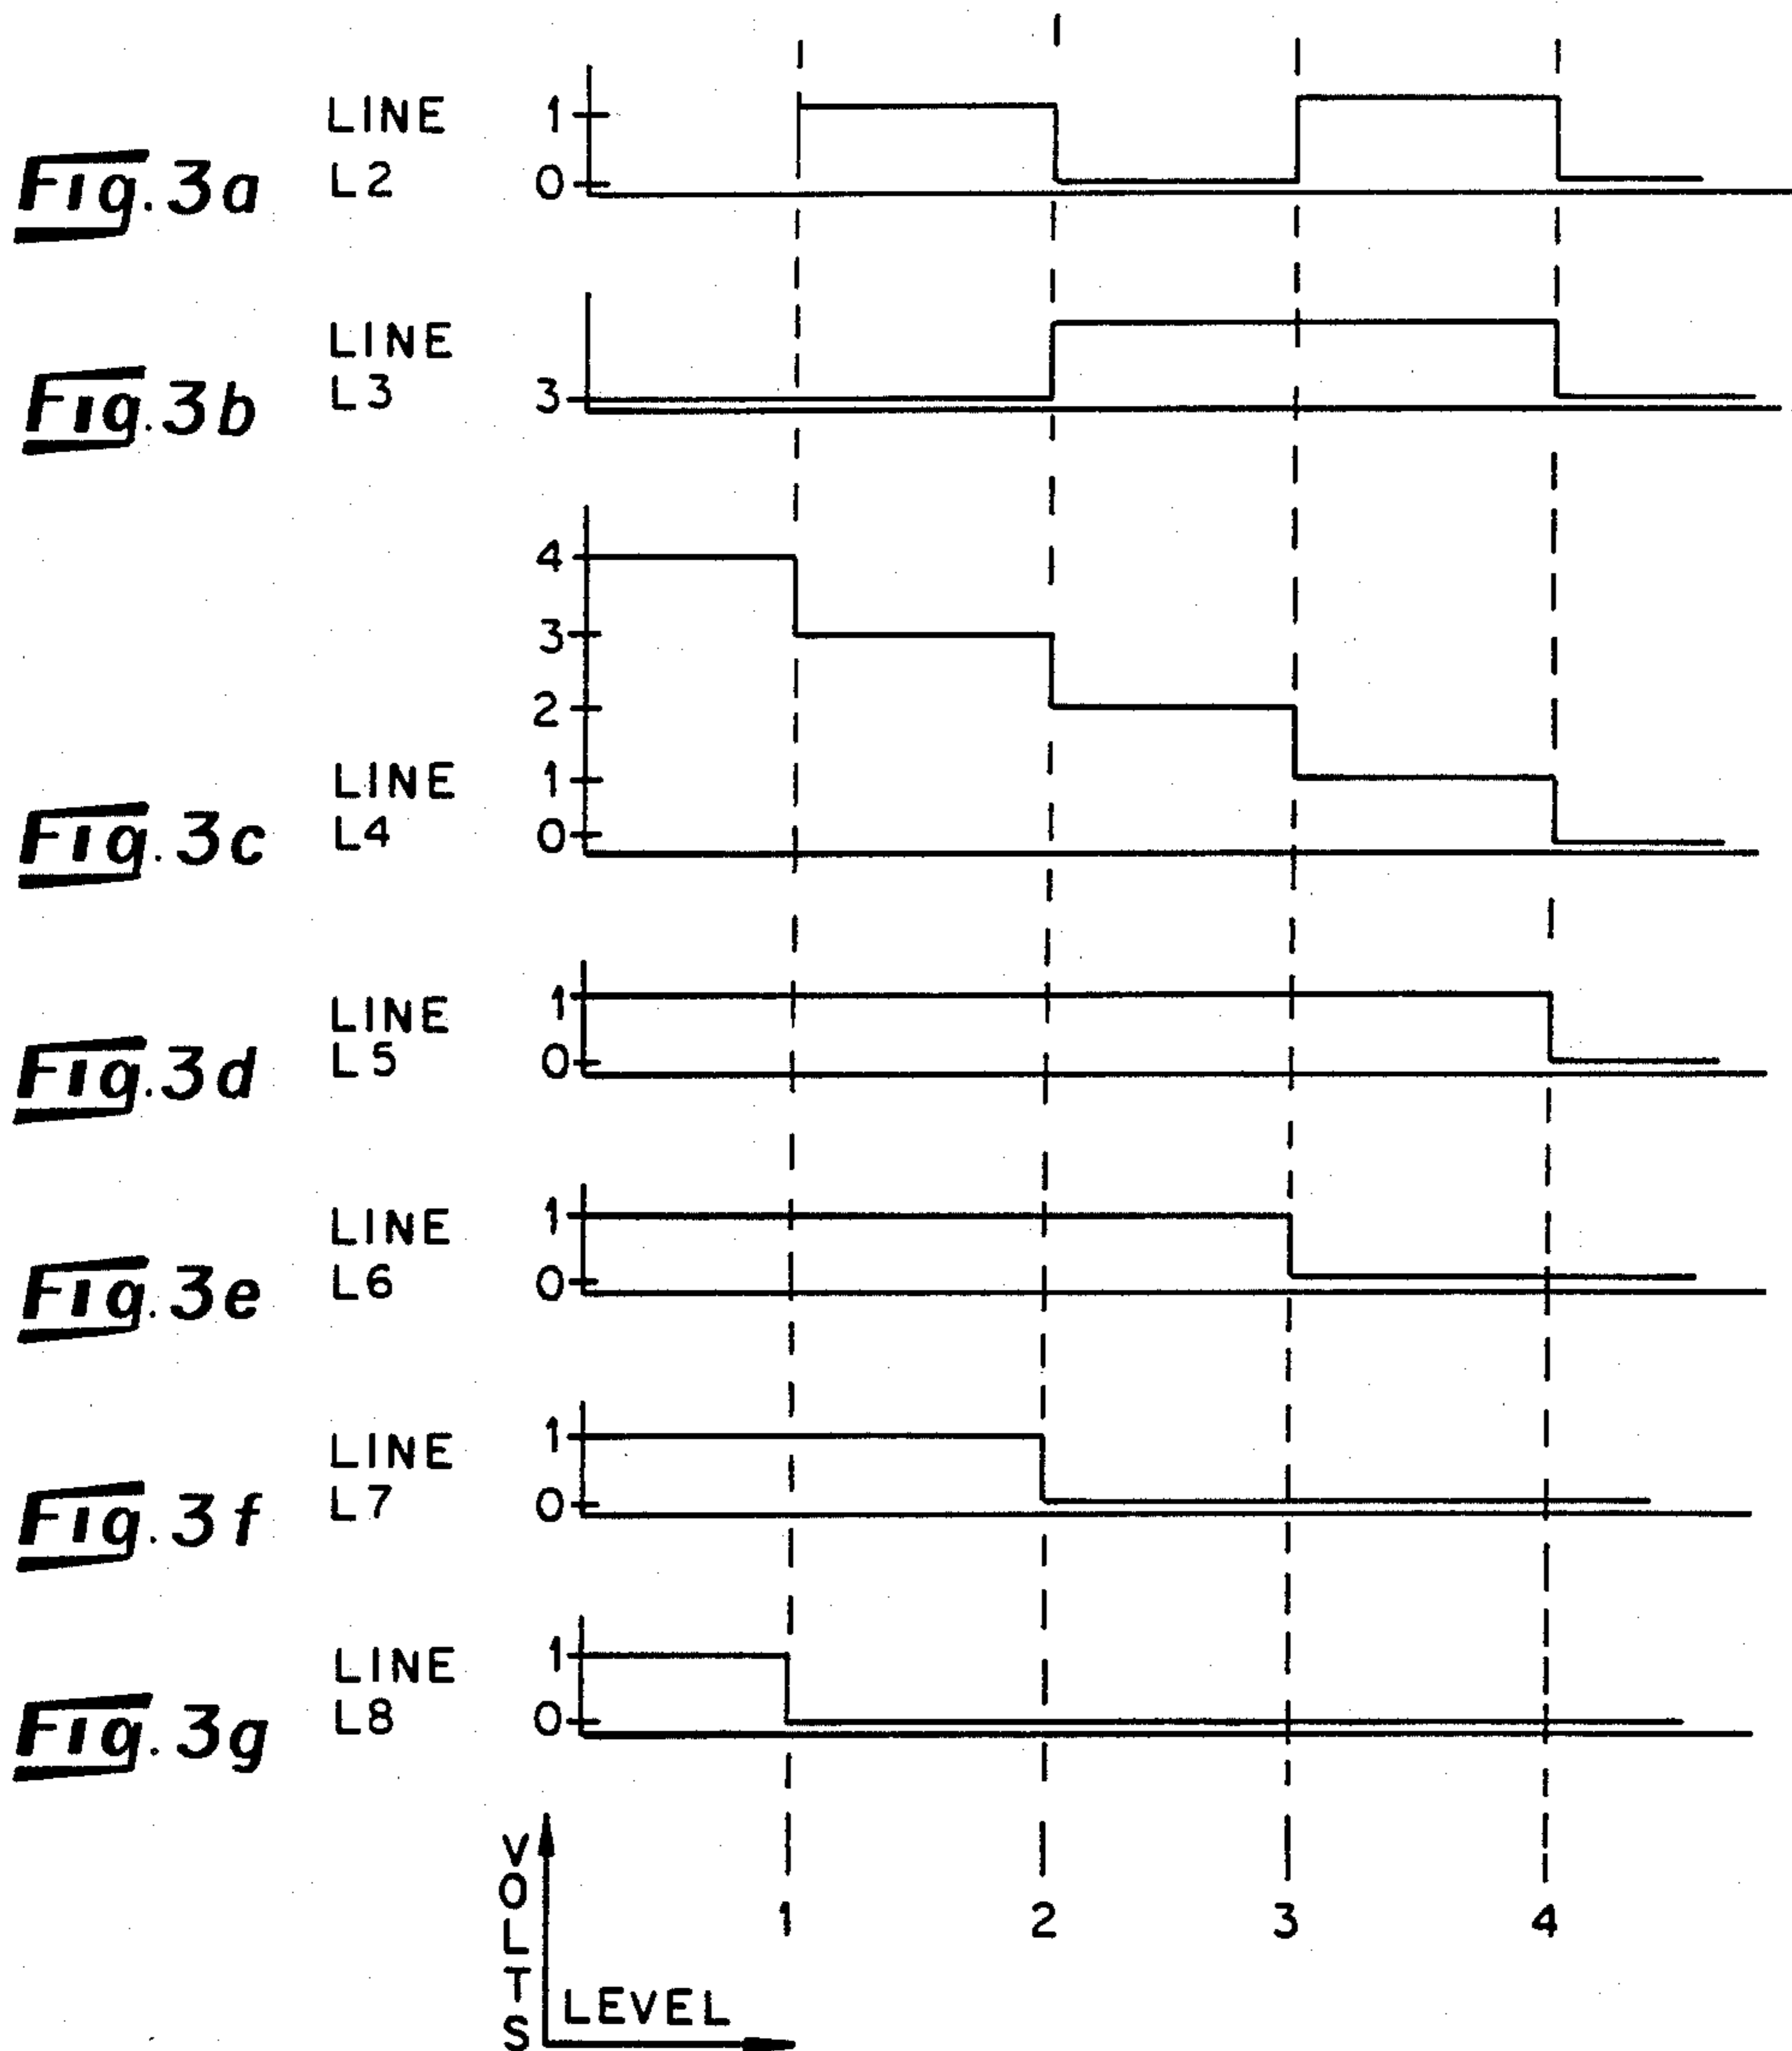 LINE
L2
1
0
Fig. 3a
LINE
L3
3
Fig. 3b
4
3
2
1
0
LINE
L4
Fig. 3c
1
0
LINE
L5
Fig. 3d
1
0
LINE
L6
Fig. 3e
1
0
LINE
L7
Fig. 3f
1
0
LINE
L8
Fig. 3g
1 2 3 4
VOLTS
LEVEL